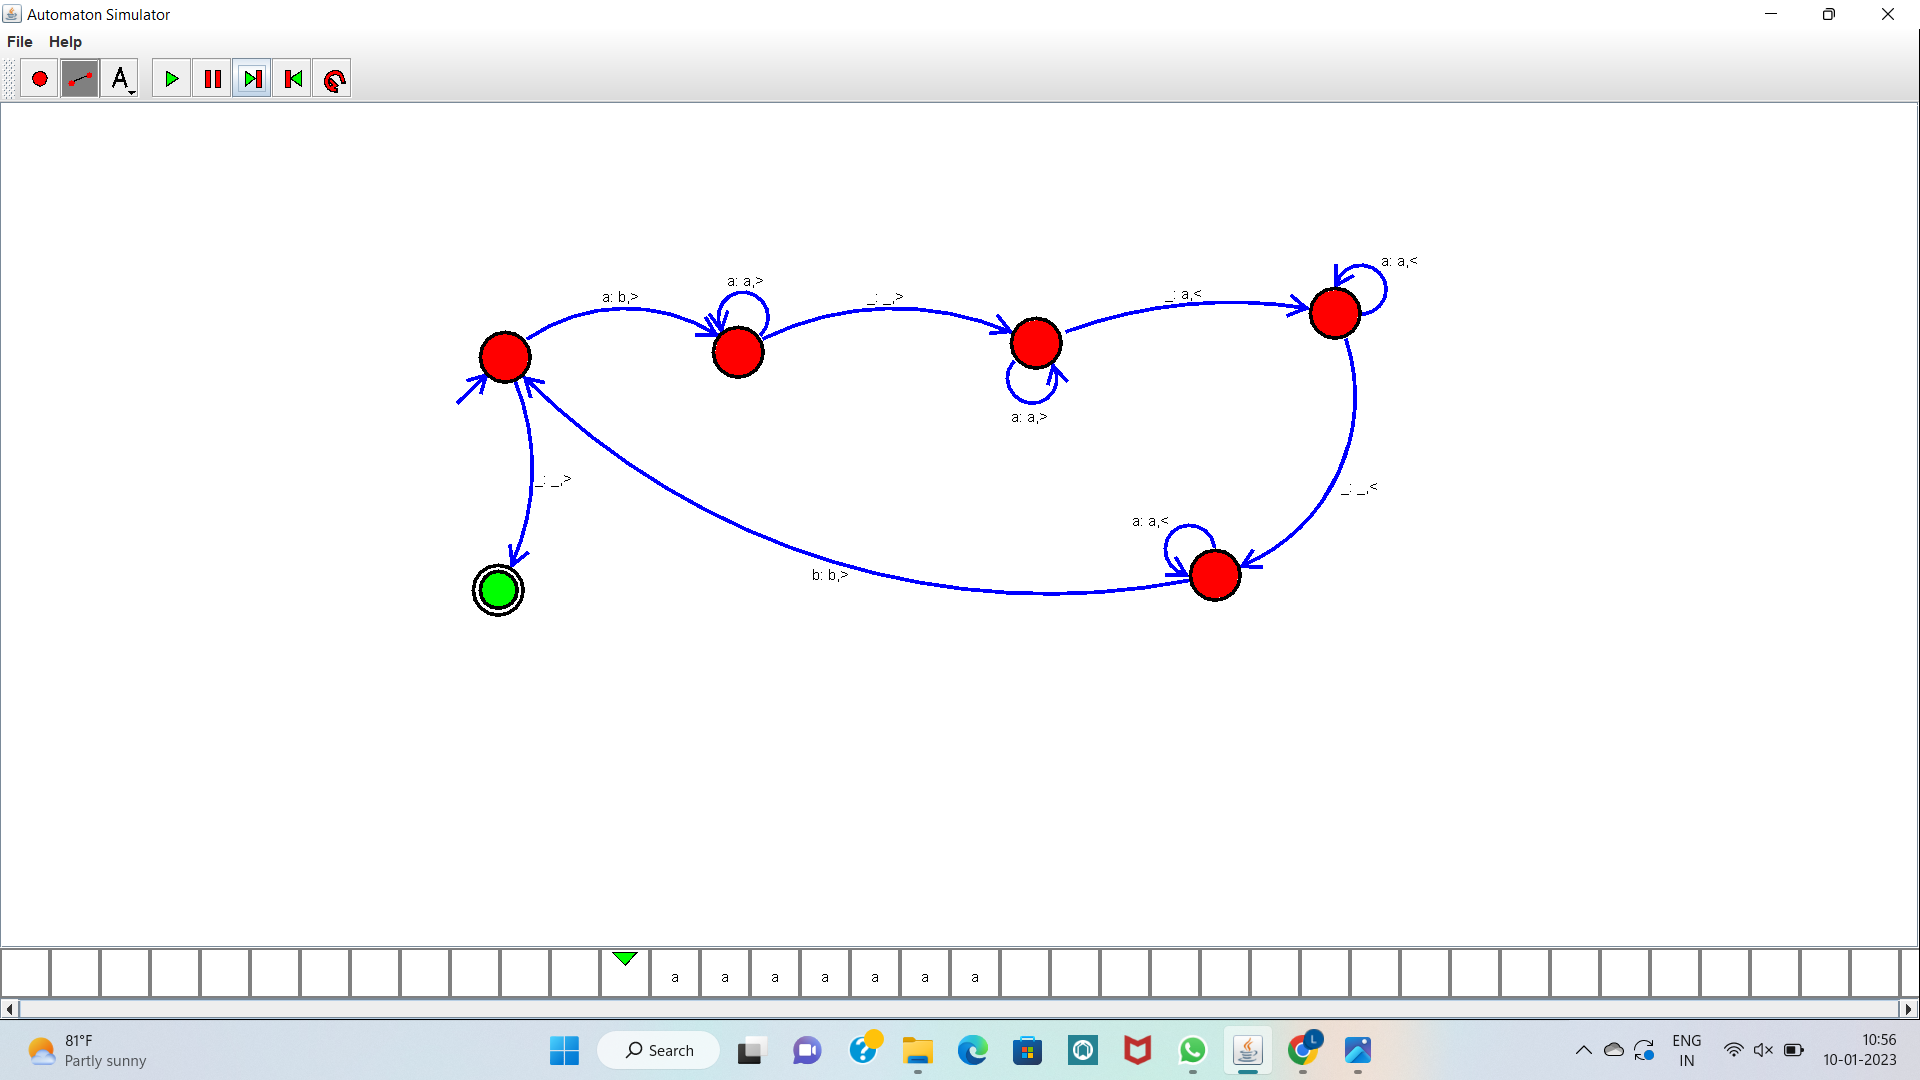 Automaton Simulator
File Help
A
a: a,<
a: a,>
a: b,>
_: _,>
_: a,<
a: a,>
_: _,>
_: _,<
a: a,<
b: b,>
a a a a a a a
81°F
Partly sunny
Search
L
ENG
IN
10:56
10-01-2023